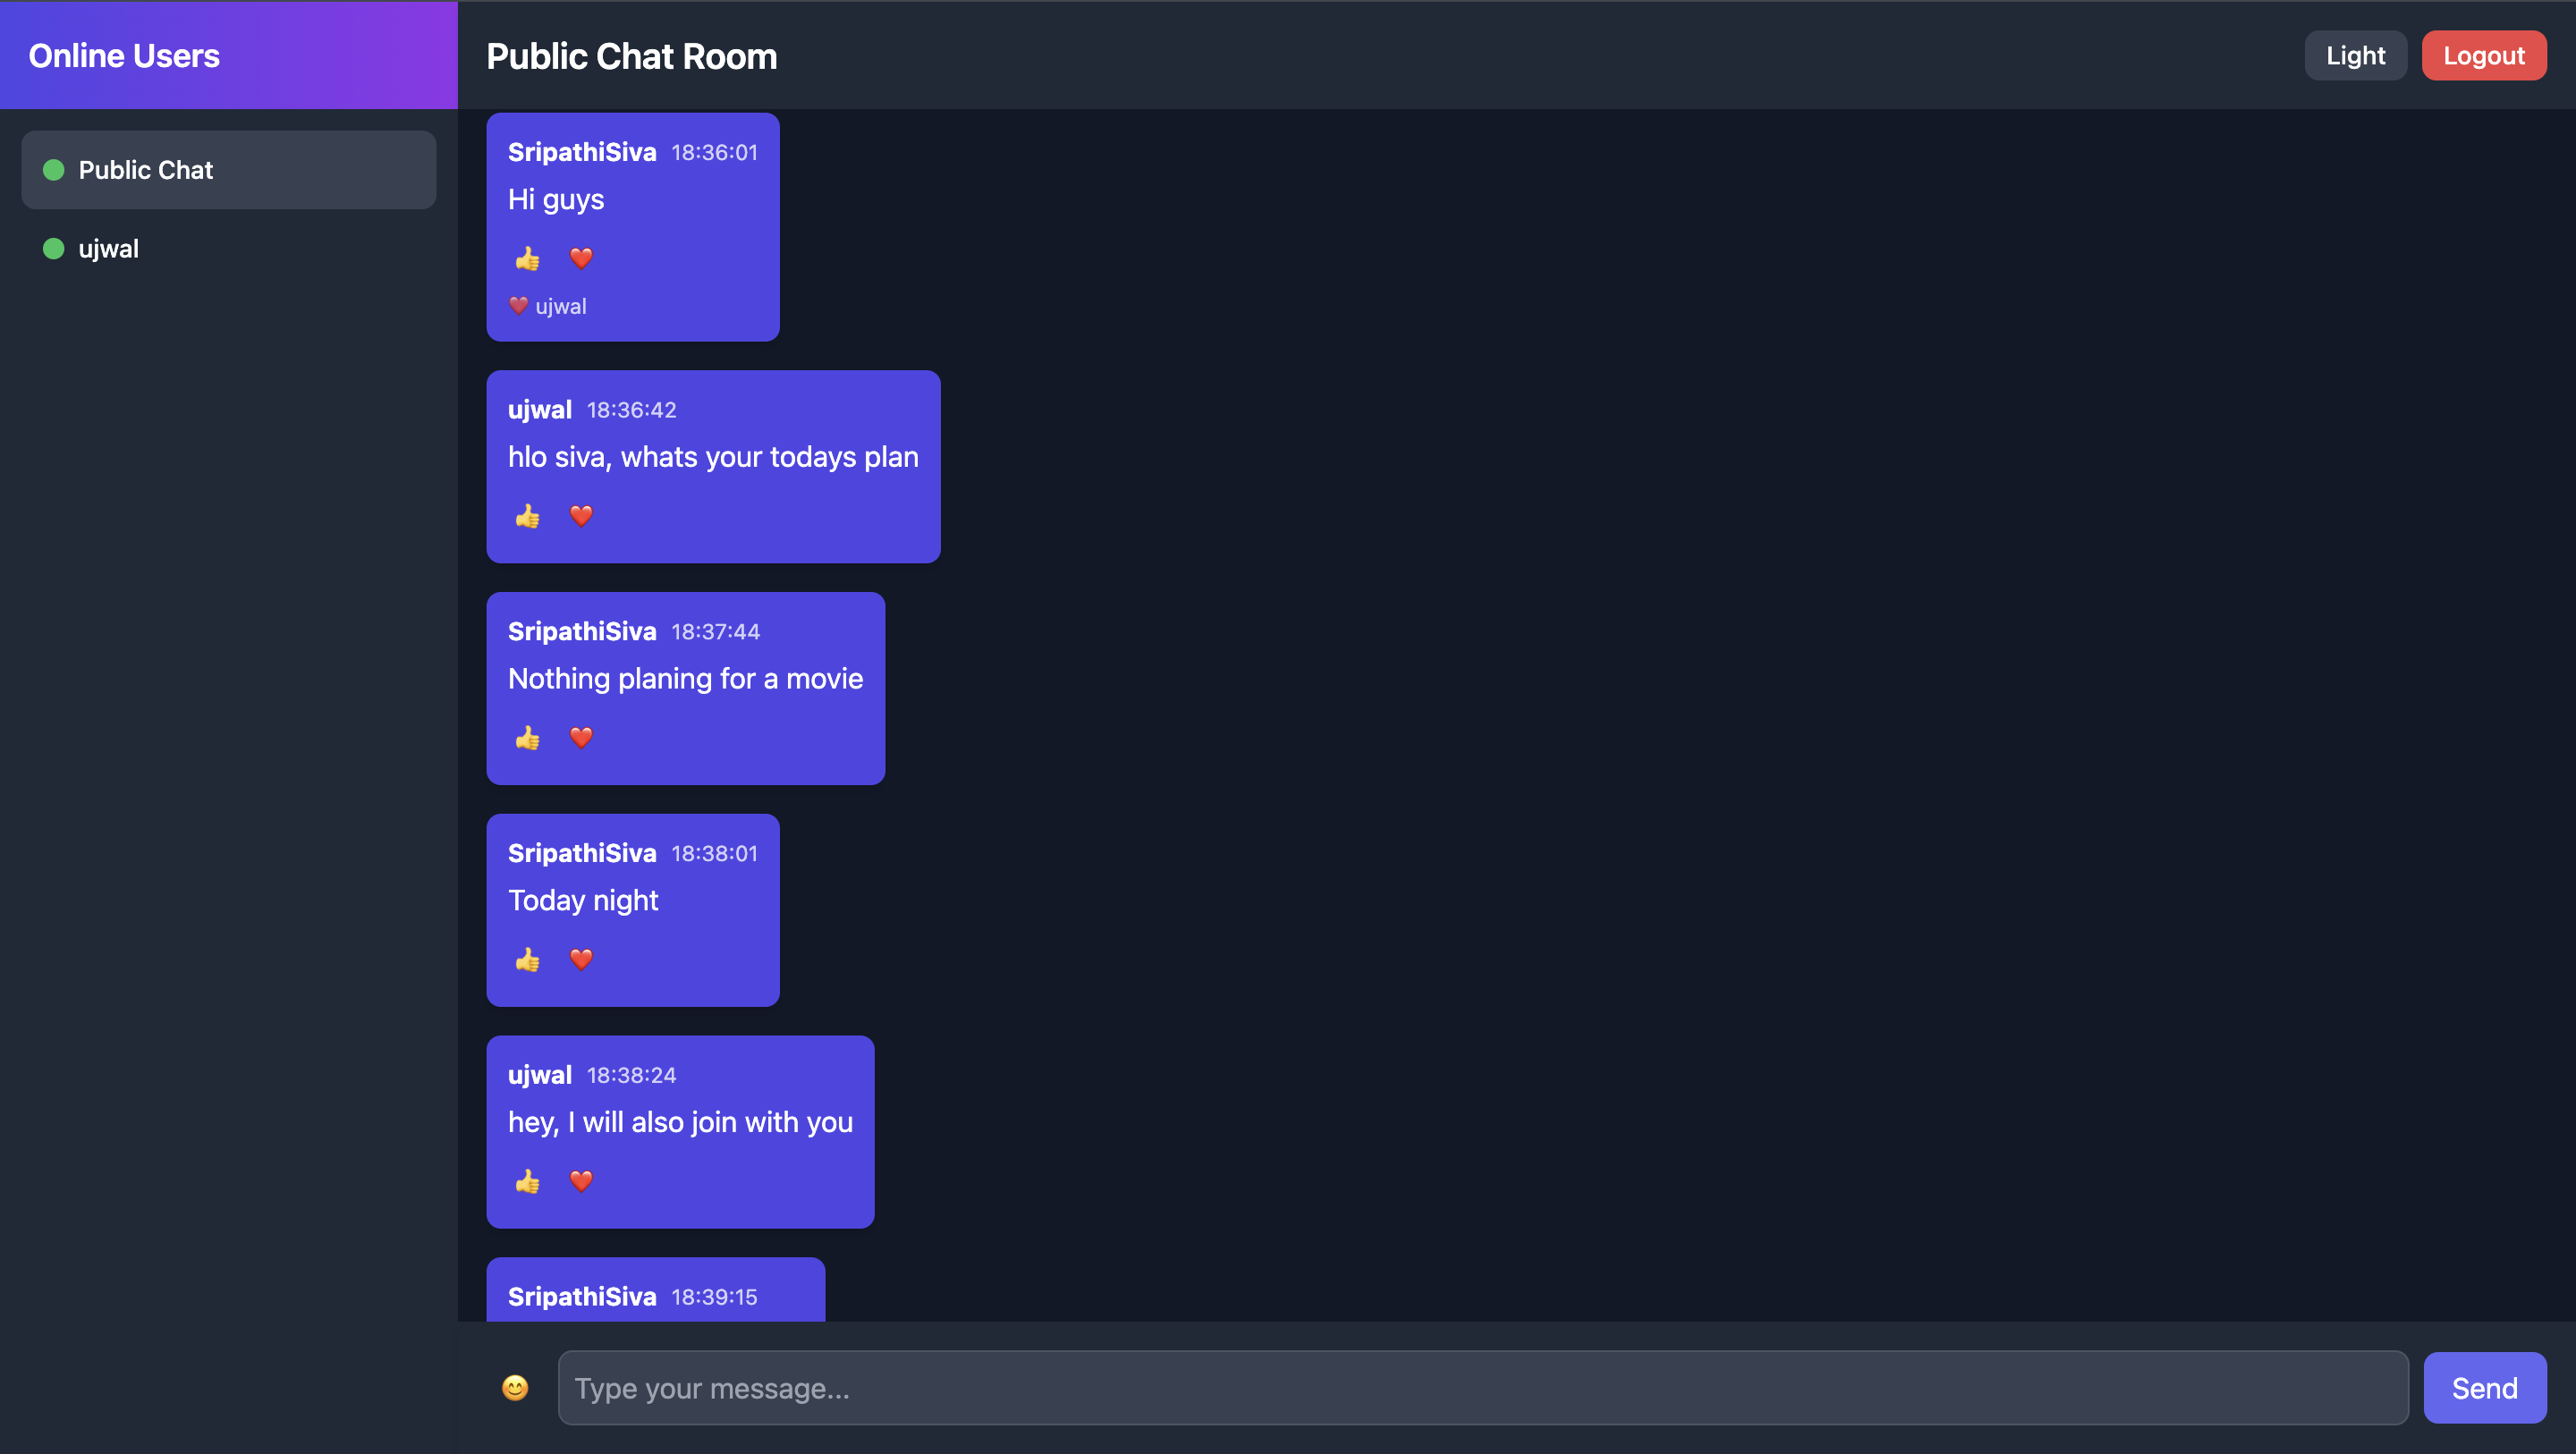 Online Users
Public Chat
ujwal
Public Chat Room
Light
Logout
SripathiSiva 18:36:01
Hi guys
👍 ❤️
❤️ ujwal
ujwal 18:36:42
hlo siva, whats your todays plan
👍 ❤️
SripathiSiva 18:37:44
Nothing planing for a movie
👍 ❤️
SripathiSiva 18:38:01
Today night
👍 ❤️
ujwal 18:38:24
hey, I will also join with you
👍 ❤️
SripathiSiva 18:39:15
😊
Type your message...
Send